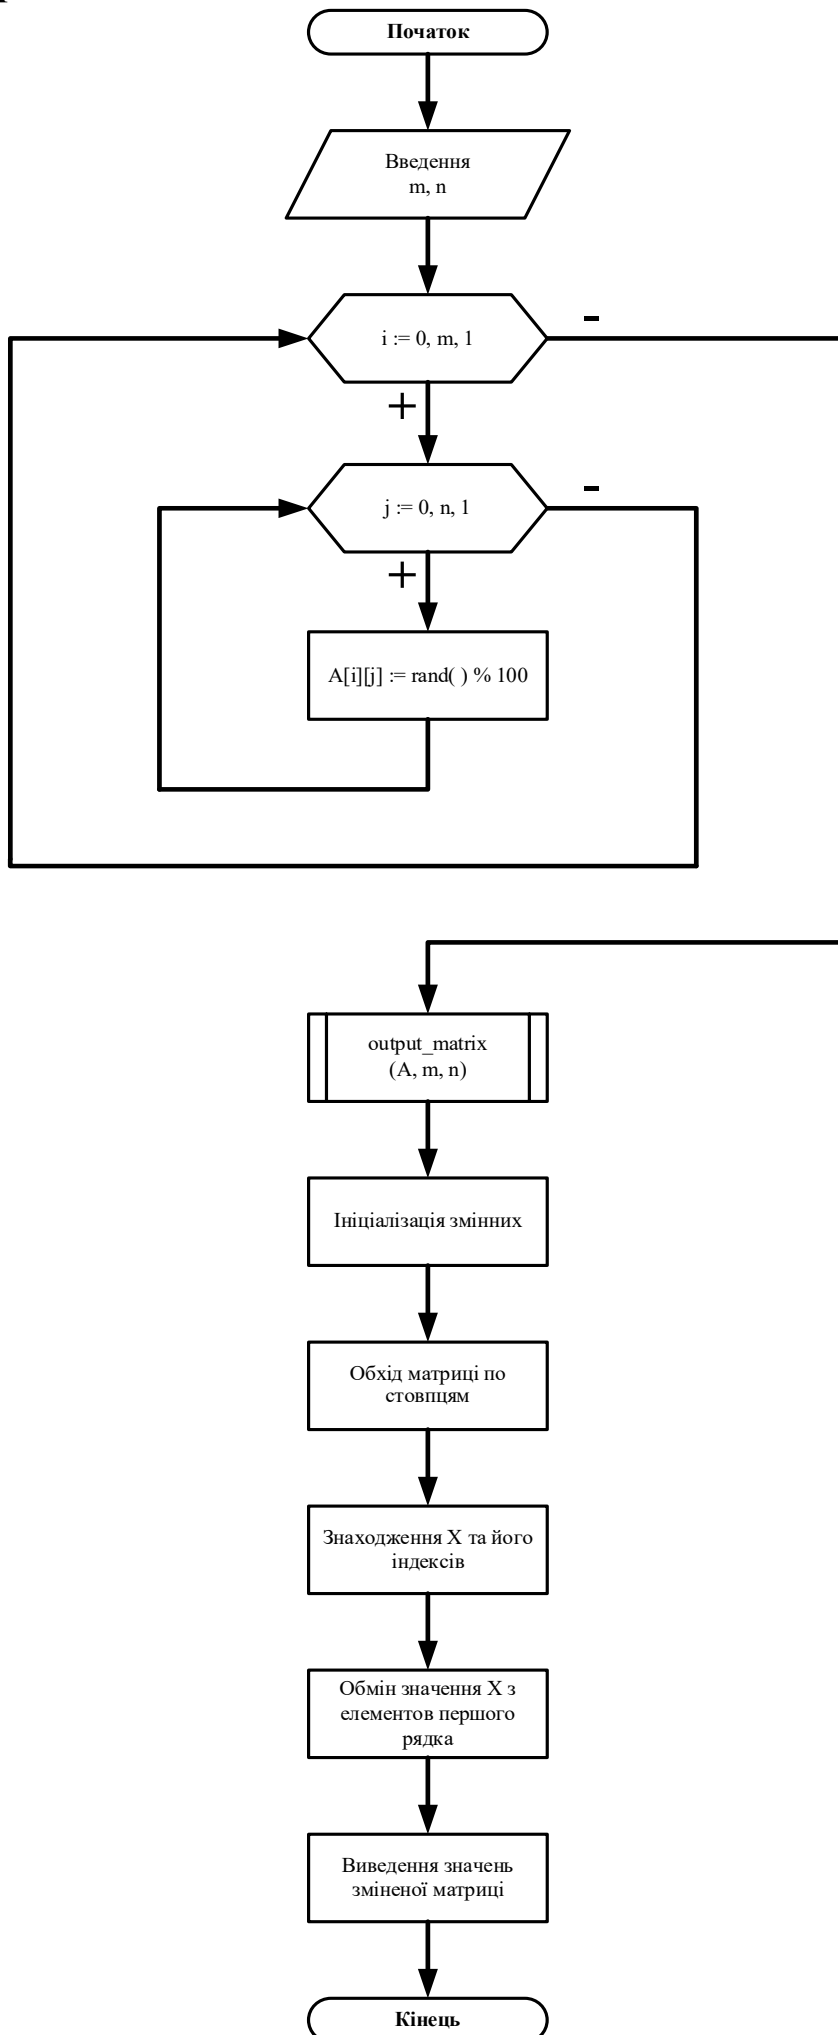 Початок
Введення
m, n
i := 0, m, 1
-
+
j := 0, n, 1
-
+
A[i][j] := rand( ) % 100
output_matrix
(A, m, n)
Ініціалізація змінних
Обхід матриці по
стовпцям
Знаходження X та його
індексів
Обмін значення X з
елементов першого
рядка
Виведення значень
зміненої матриці
Кінець